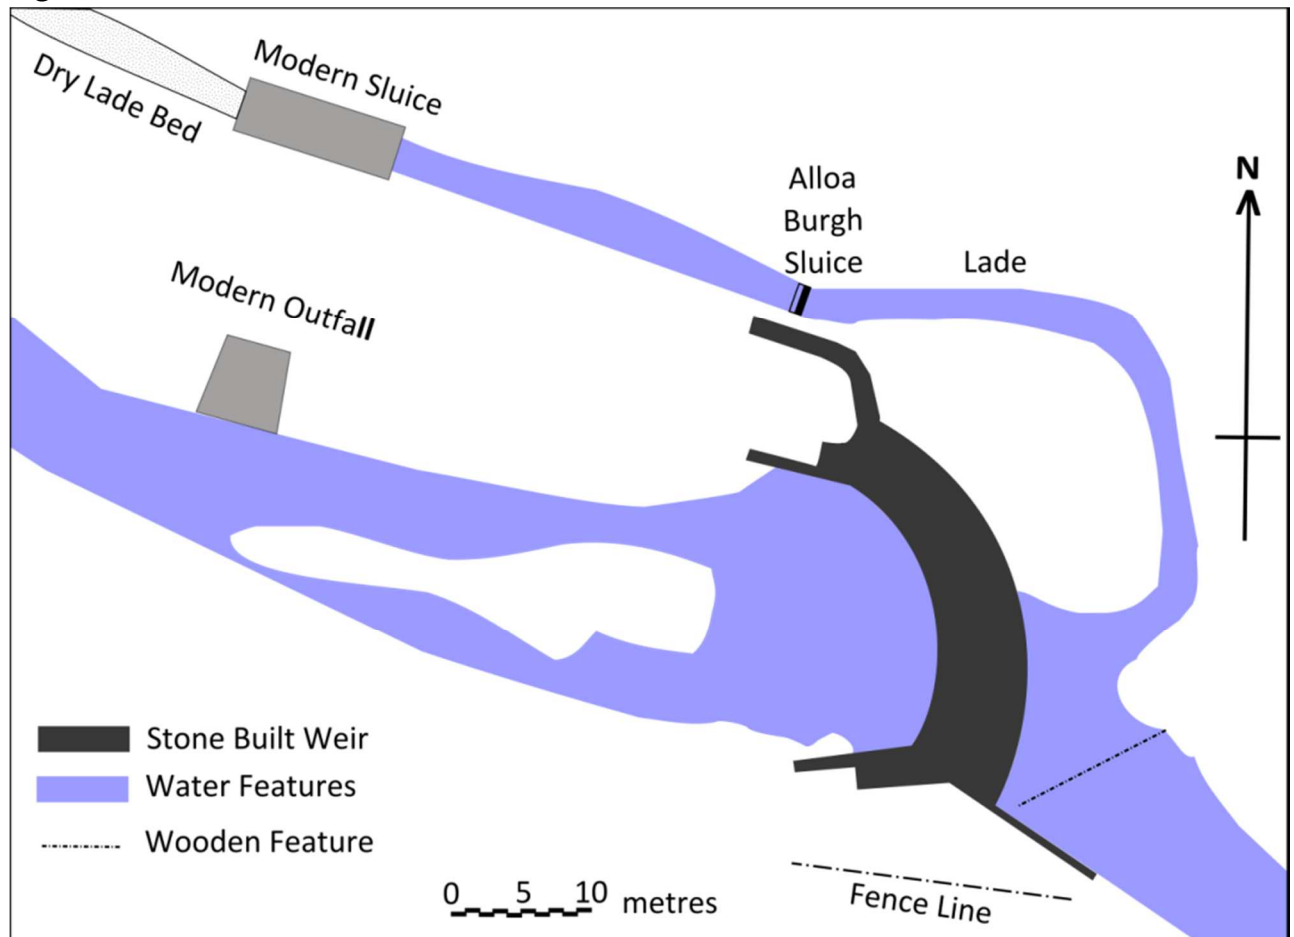 Modern Sluice
Dry Lade Bed
Alloa
Burgh
Sluice
Lade
N
Modern Outfall
Stone Built Weir
Water Features
Wooden Feature
0 5 10 metres
Fence Line